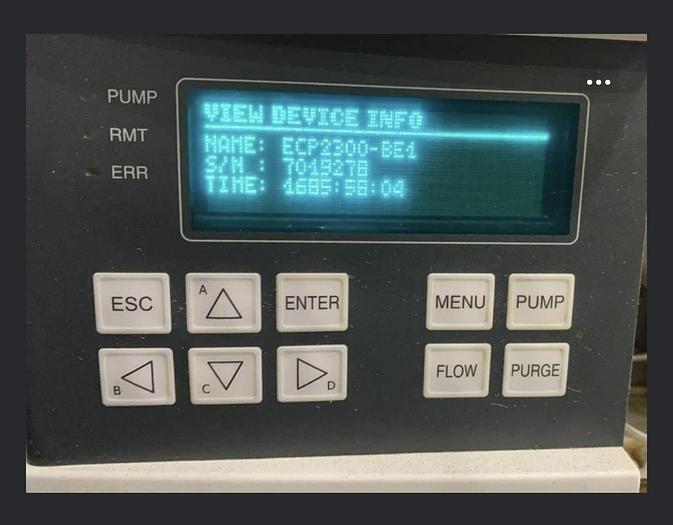 PUMP
RMT
ERR
VIEW DEVICE INFO
NAME: ECP2300-BE1
S/N : 7019278
TIME: 1685:58:04
ESC
A
ENTER
MENU
PUMP
B
C
D
FLOW
PURGE